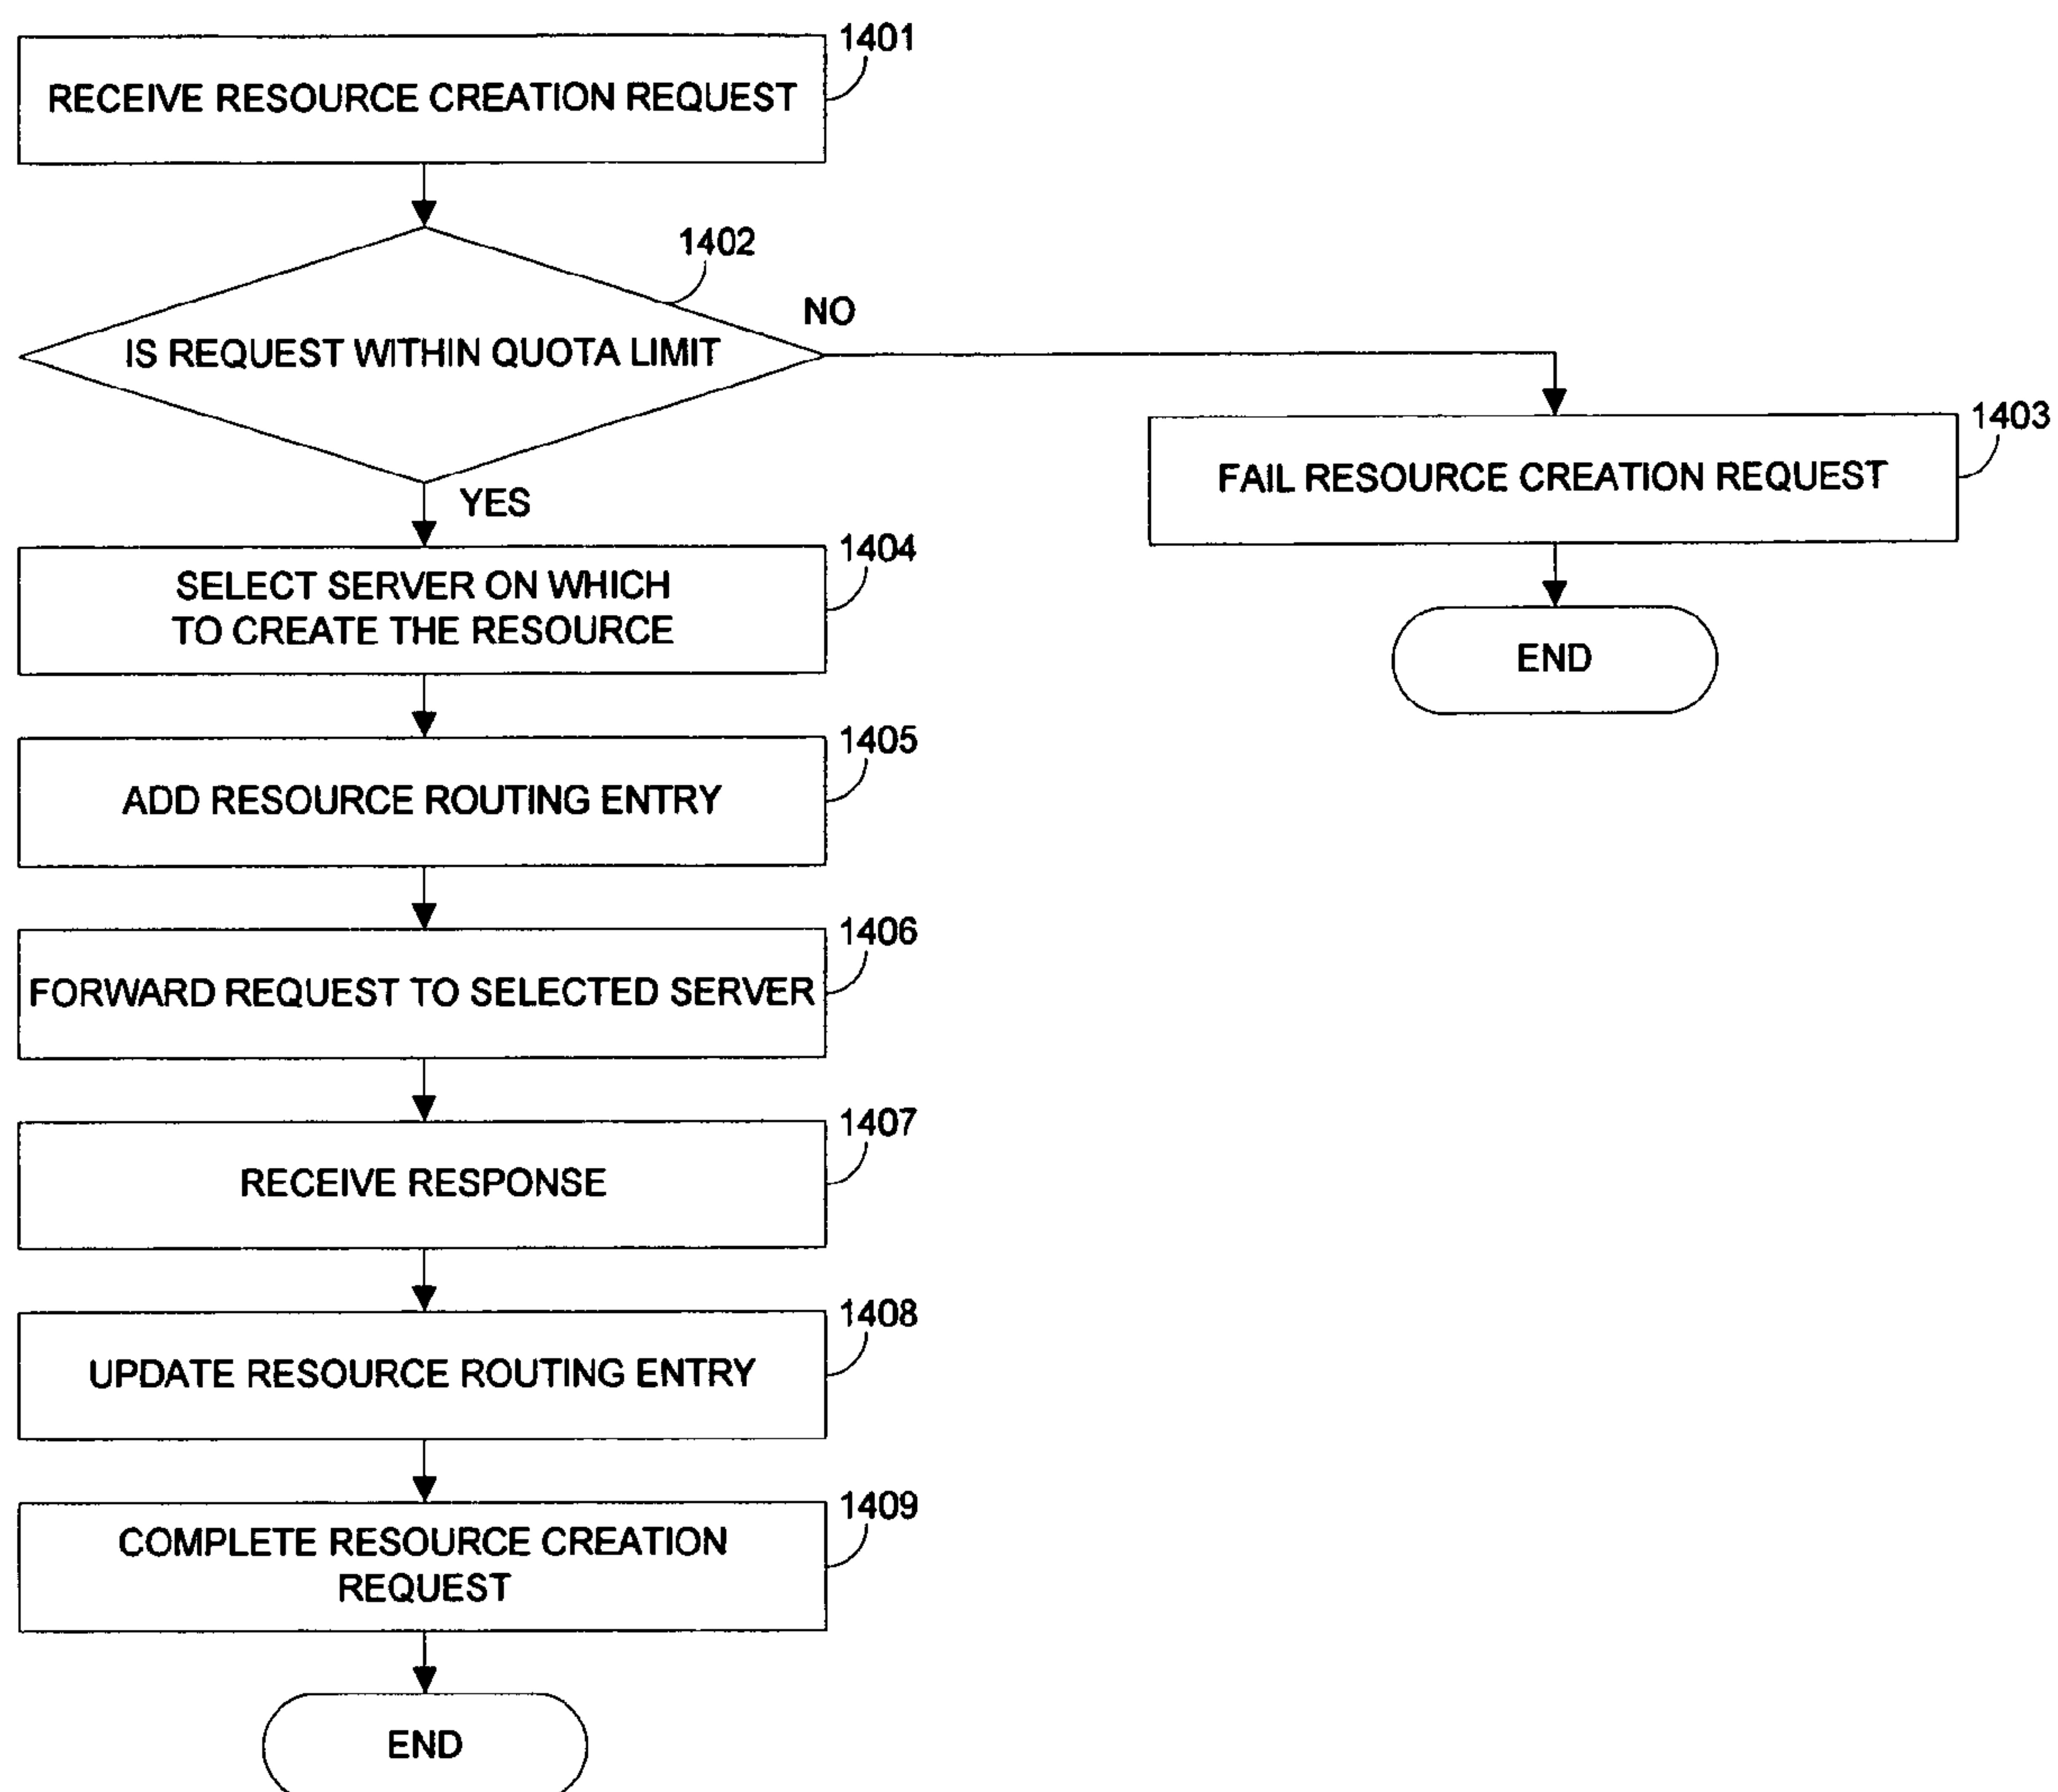 1401
RECEIVE RESOURCE CREATION REQUEST
1402
IS REQUEST WITHIN QUOTA LIMIT
NO
1403
FAIL RESOURCE CREATION REQUEST
END
YES
1404
SELECT SERVER ON WHICH
TO CREATE THE RESOURCE
1405
ADD RESOURCE ROUTING ENTRY
1406
FORWARD REQUEST TO SELECTED SERVER
1407
RECEIVE RESPONSE
1408
UPDATE RESOURCE ROUTING ENTRY
1409
COMPLETE RESOURCE CREATION
REQUEST
END